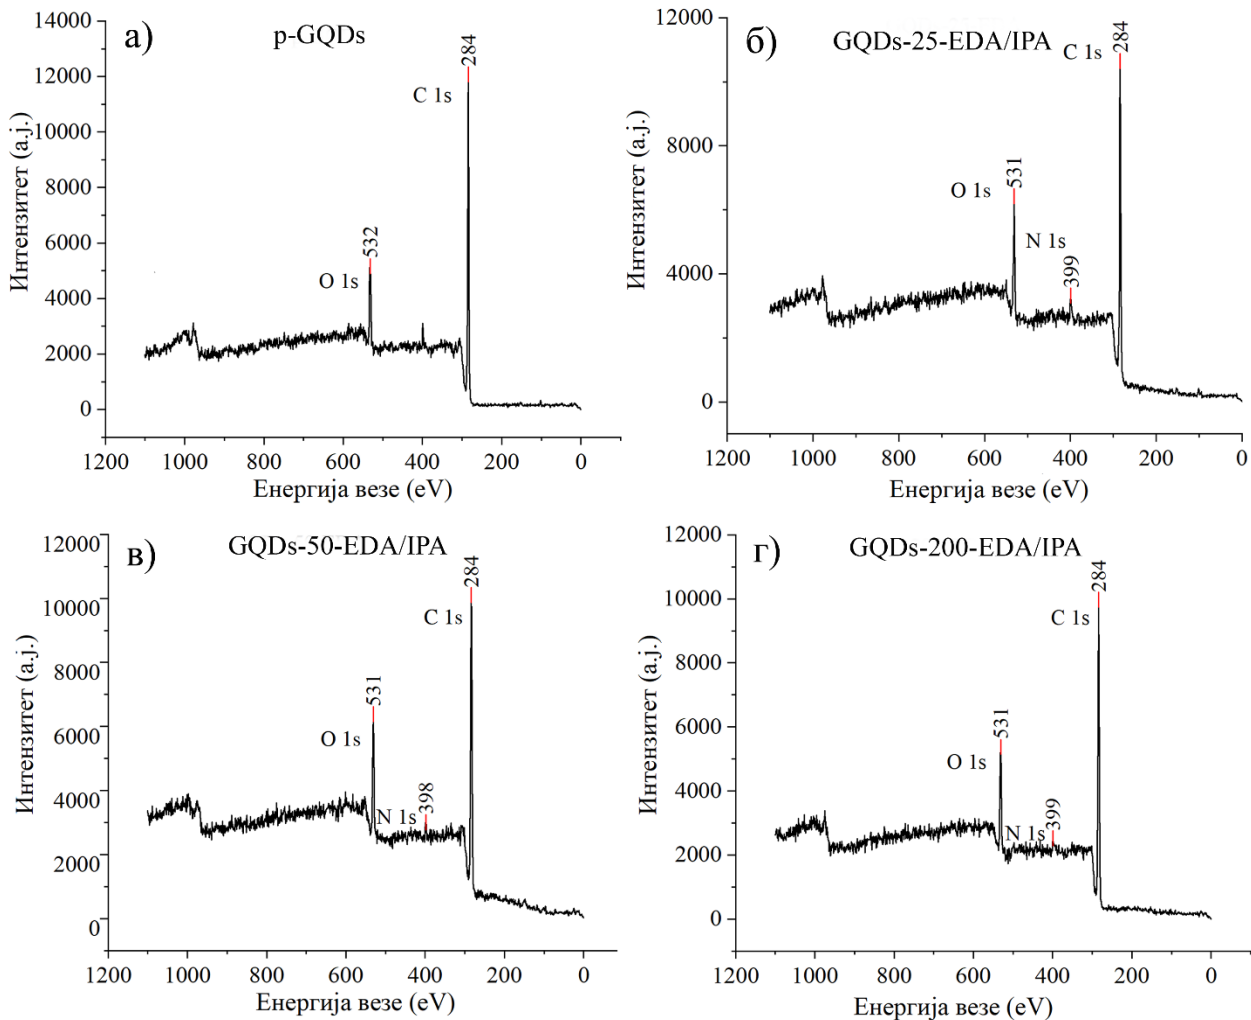 а)
p-GQDs
14000
12000
10000
8000
6000
4000
2000
0
Интензитет (a.j.)
O 1s
532
C 1s
284
1200 1000 800 600 400 200 0
Енергија везе (eV)
б)
GQDs-25-EDA/IPA
12000
8000
4000
0
Интензитет (a.j.)
O 1s
531
N 1s
399
C 1s
284
1200 1000 800 600 400 200 0
Енергија везе (eV)
в)
GQDs-50-EDA/IPA
12000
10000
8000
6000
4000
2000
0
Интензитет (a.j.)
O 1s
531
N 1s
398
C 1s
284
1200 1000 800 600 400 200 0
Енергија везе (eV)
г)
GQDs-200-EDA/IPA
12000
10000
8000
6000
4000
2000
0
Интензитет (a.j.)
O 1s
531
N 1s
399
C 1s
284
1200 1000 800 600 400 200 0
Енергија везе (eV)